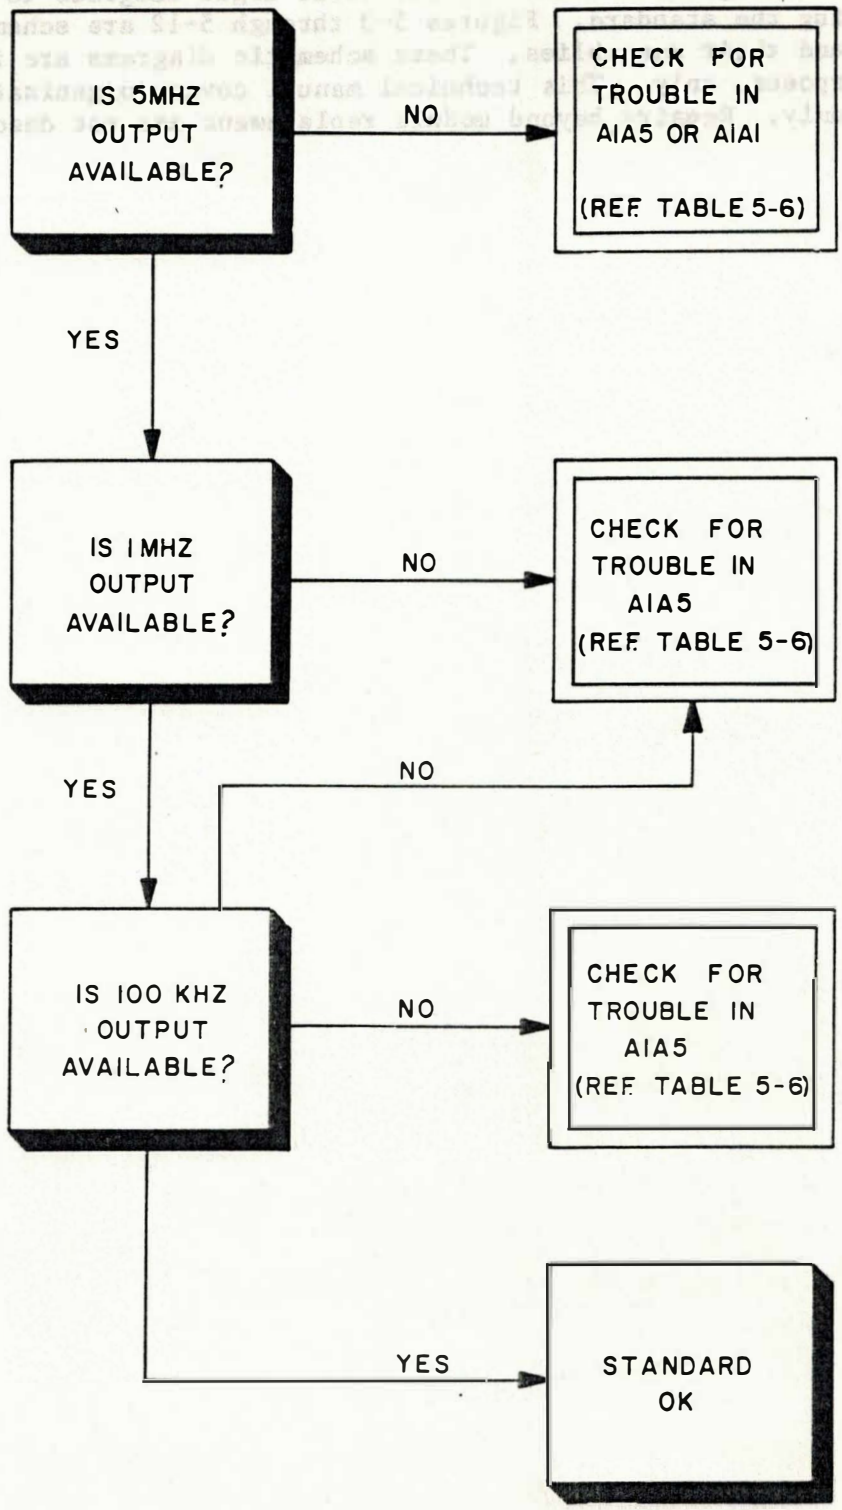 IS 5MHZ
OUTPUT
AVAILABLE?
NO
CHECK FOR
TROUBLE IN
A1A5 OR A1A1
(REF. TABLE 5-6)
YES
IS 1MHZ
OUTPUT
AVAILABLE?
NO
CHECK FOR
TROUBLE IN
A1A5
(REF. TABLE 5-6)
YES
NO
IS 100 KHZ
OUTPUT
AVAILABLE?
NO
CHECK FOR
TROUBLE IN
A1A5
(REF. TABLE 5-6)
YES
STANDARD
OK